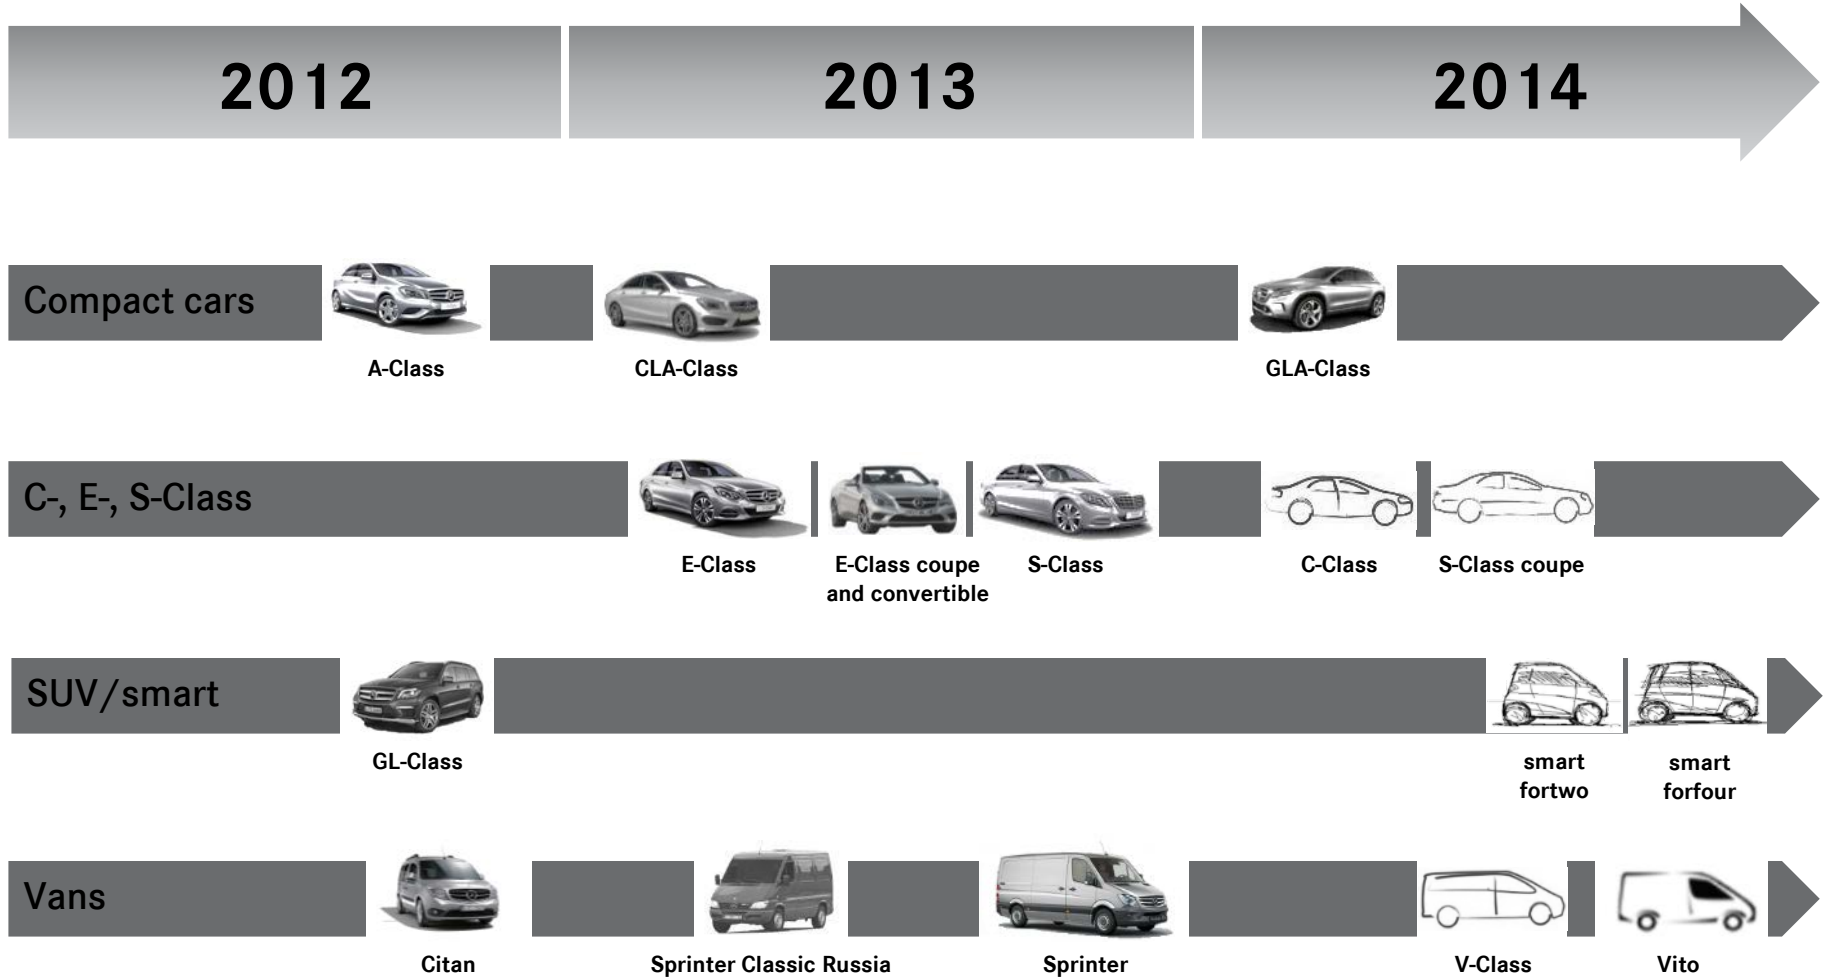 2012
2013
2014
Compact cars
A-Class
CLA-Class
GLA-Class
C-, E-, S-Class
E-Class
E-Class coupe
and convertible
S-Class
C-Class
S-Class coupe
SUV/smart
GL-Class
smart
fortwo
smart
forfour
Vans
Citan
Sprinter Classic Russia
Sprinter
V-Class
Vito